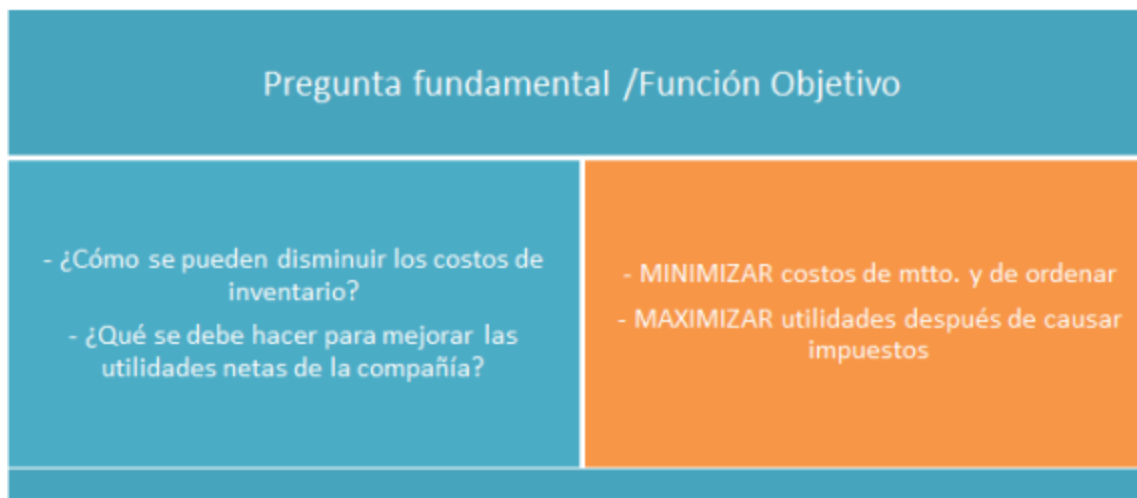 Pregunta fundamental /Función Objetivo
- ¿Cómo se pueden disminuir los costos de
inventario?
- ¿Qué se debe hacer para mejorar las
utilidades netas de la compañía?
- MINIMIZAR costos de mtto. y de ordenar
- MAXIMIZAR utilidades después de causar
impuestos